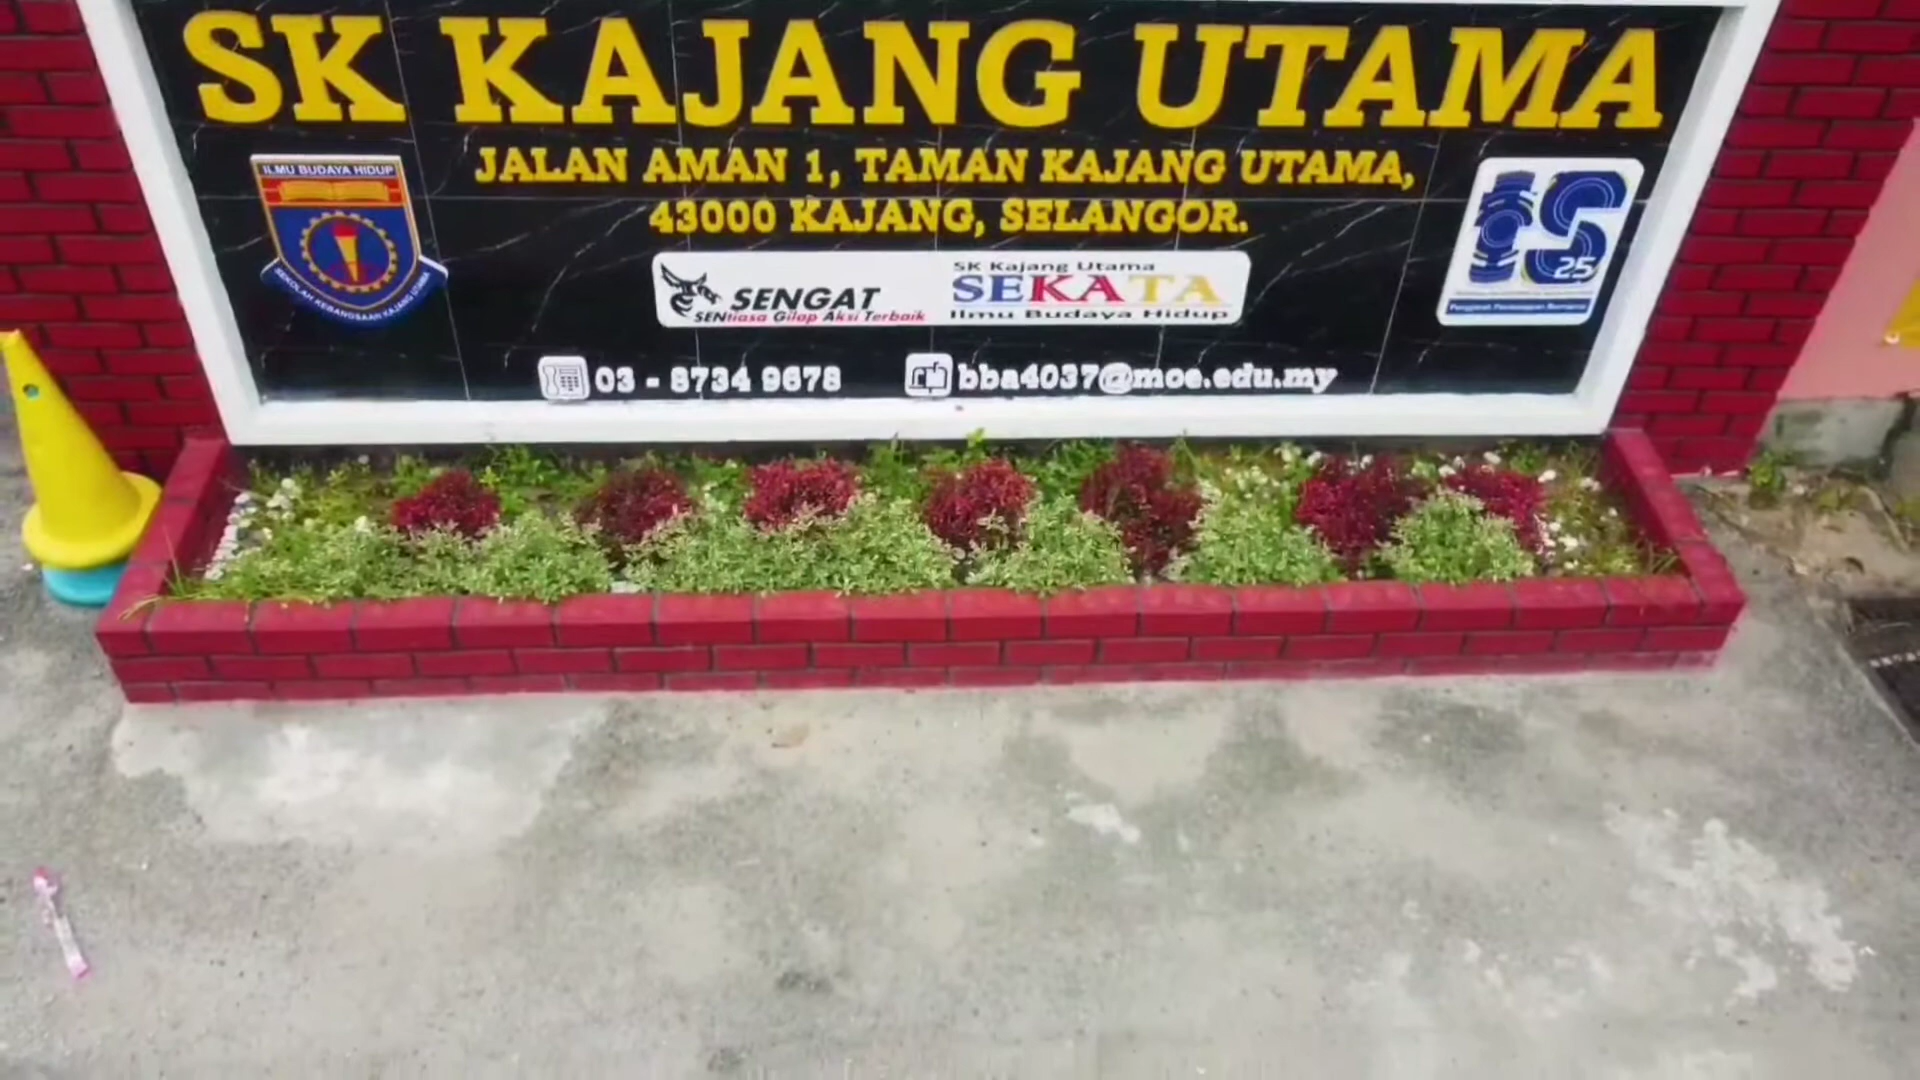 SK KAJANG UTAMA
JALAN AMAN 1, TAMAN KAJANG UTAMA,
43000 KAJANG, SELANGOR.
ILMU BUDAYA HIDUP
SEKOLAH KEBANGSAAN KAJANG UTAMA
SENGAT
SENtiasa Gilap Aksi Terbaik
SK Kajang Utama
SEKATA
Ilmu Budaya Hidup
25
03 - 8734 9678
bba4037@moe.edu.my